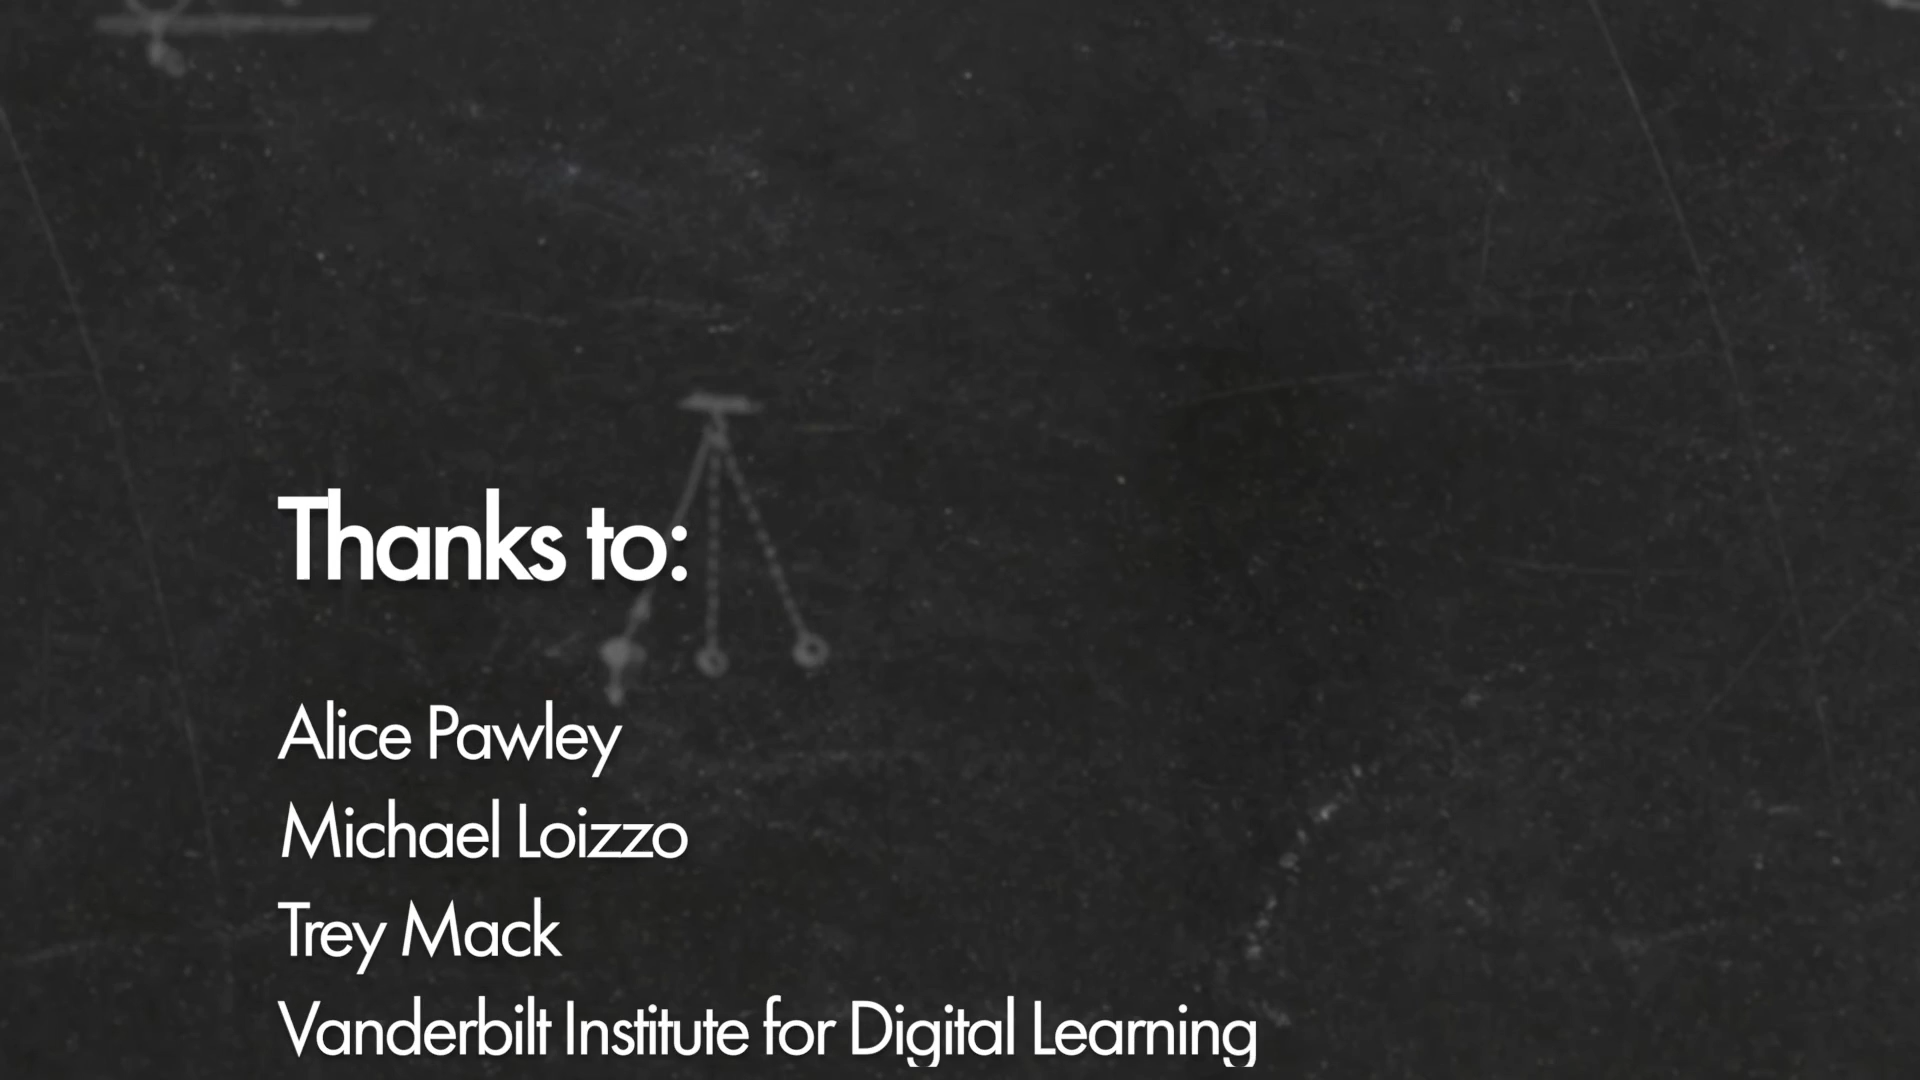 Thanks to:
Alice Pawley
Michael Loizzo
Trey Mack
Vanderbilt Institute for Digital Learning